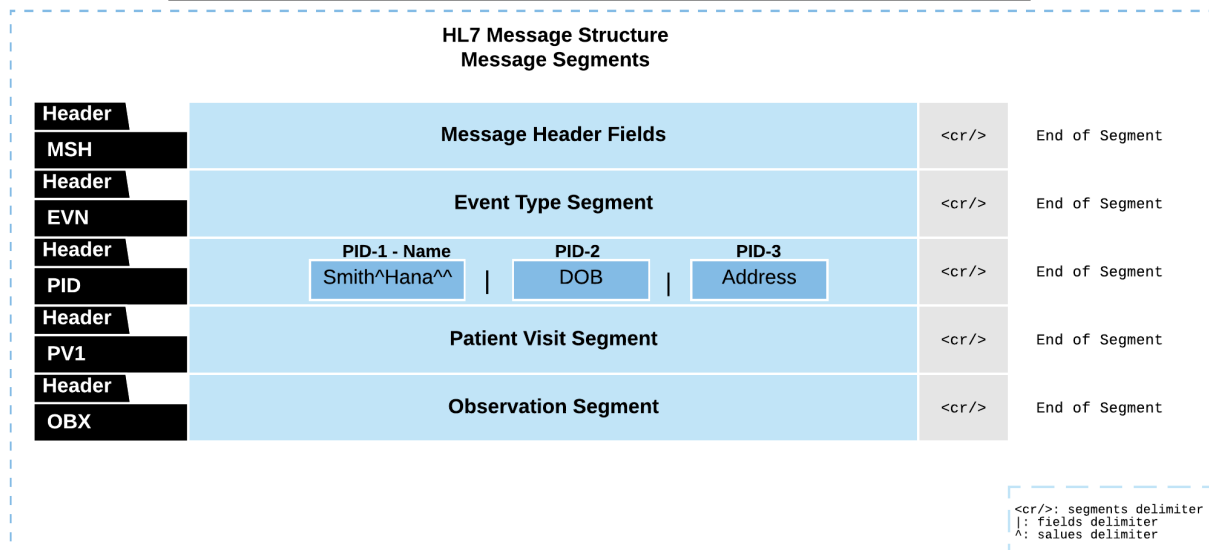 HL7 Message Structure
Message Segments
Header
MSH
Message Header Fields
<cr/>
End of Segment
Header
EVN
Event Type Segment
<cr/>
End of Segment
Header
PID
PID-1 - Name
PID-2
PID-3
Smith^Hana^^ | DOB | Address
<cr/>
End of Segment
Header
PV1
Patient Visit Segment
<cr/>
End of Segment
Header
OBX
Observation Segment
<cr/>
End of Segment
<cr/>: segments delimiter
|: fields delimiter
^: values delimiter